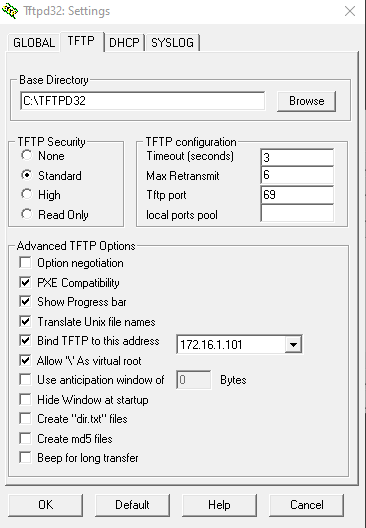 Tftpd32: Settings
GLOBAL TFTP DHCP SYSLOG
Base Directory
C:\TFTPD32 Browse
TFTP Security
None
Standard
High
Read Only
TFTP configuration
Timeout (seconds) 3
Max Retransmit 6
Tftp port 69
local ports pool
Advanced TFTP Options
Option negotiation
PXE Compatibility
Show Progress bar
Translate Unix file names
Bind TFTP to this address 172.16.1.101
Allow '\' As virtual root
Use anticipation window of 0 Bytes
Hide Window at startup
Create "dir.txt" files
Create md5 files
Beep for long transfer
OK Default Help Cancel